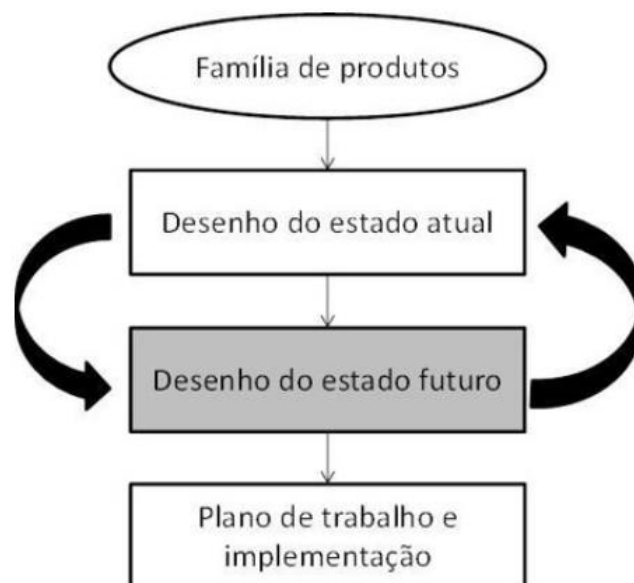 Família de produtos
Desenho do estado atual
Desenho do estado futuro
Plano de trabalho e
implementação